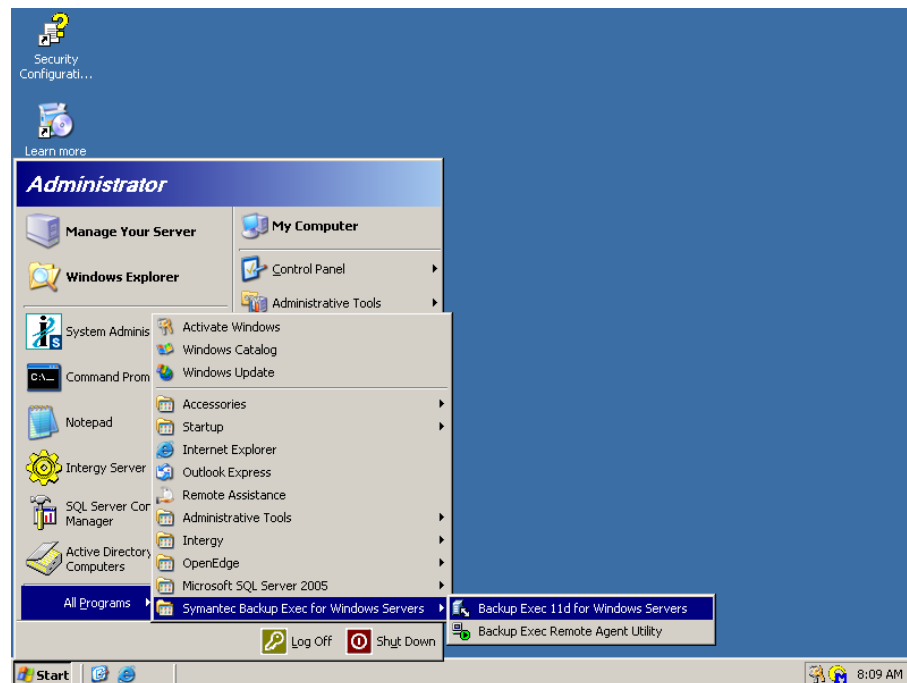 Security
Configurati...
Learn more
Administrator
Manage Your Server
Windows Explorer
System Adminis
Command Prom
Notepad
Intergy Server
SQL Server Con
Manager
Active Directory
Computers
All Programs
My Computer
Control Panel
Administrative Tools
Activate Windows
Windows Catalog
Windows Update
Accessories
Startup
Internet Explorer
Outlook Express
Remote Assistance
Administrative Tools
Intergy
OpenEdge
Microsoft SQL Server 2005
Symantec Backup Exec for Windows Servers
Backup Exec 11d for Windows Servers
Backup Exec Remote Agent Utility
Log Off
Shut Down
Start
8:09 AM